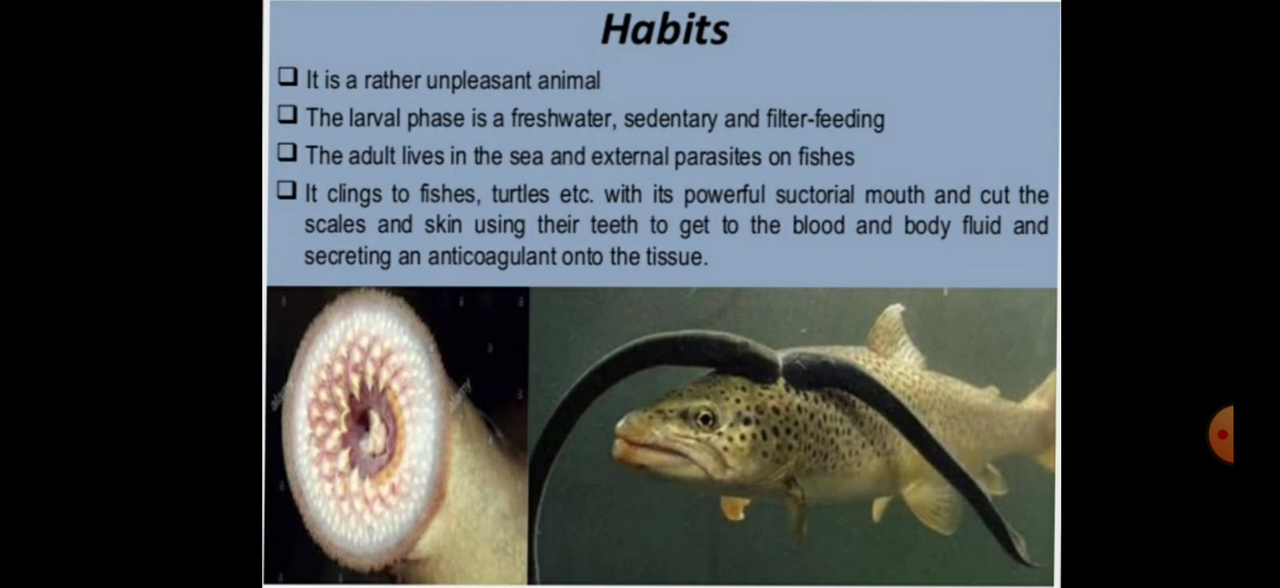 Habits
❑ It is a rather unpleasant animal
❑ The larval phase is a freshwater, sedentary and filter-feeding
❑ The adult lives in the sea and external parasites on fishes
❑ It clings to fishes, turtles etc. with its powerful suctorial mouth and cut the
scales and skin using their teeth to get to the blood and body fluid and
secreting an anticoagulant onto the tissue.